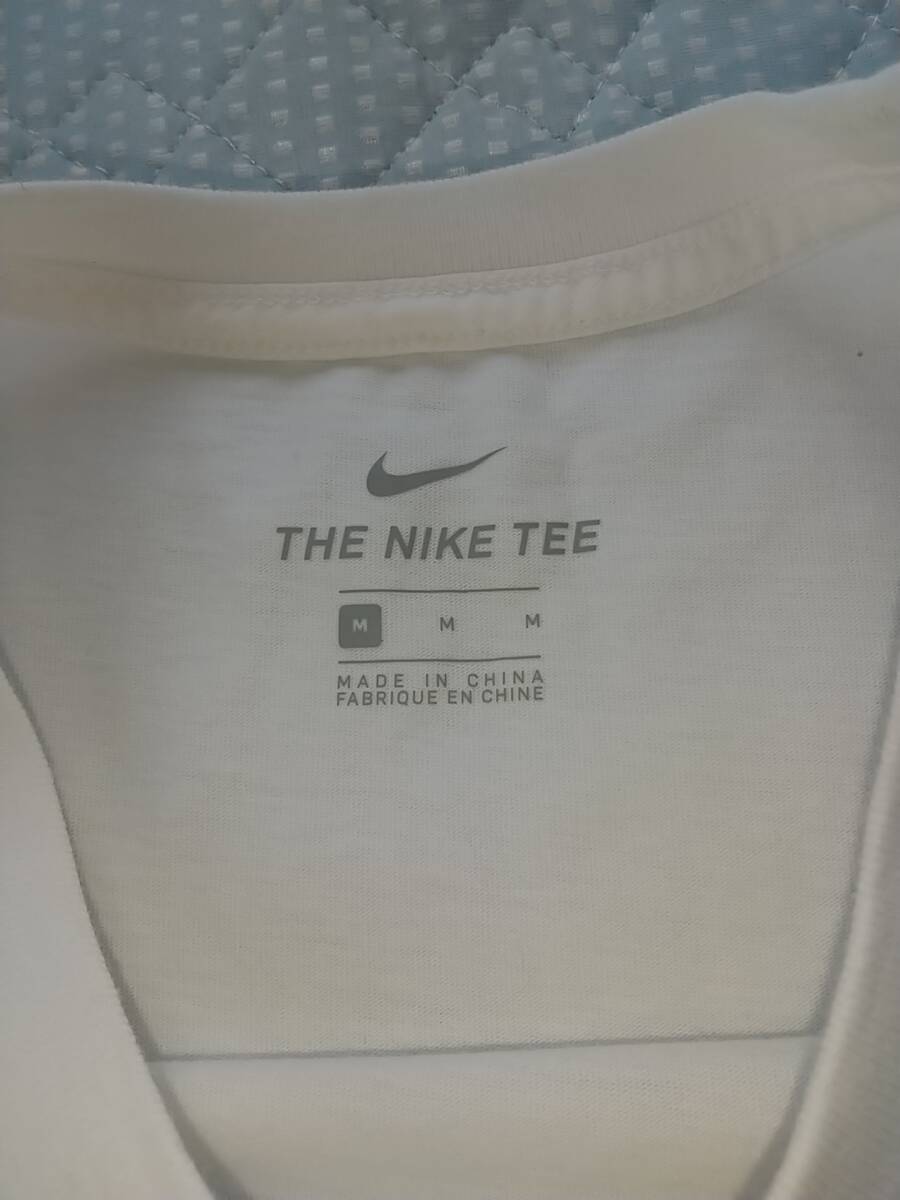 THE NIKE TEE
M M M
MADE IN CHINA
FABRIQUE EN CHINE